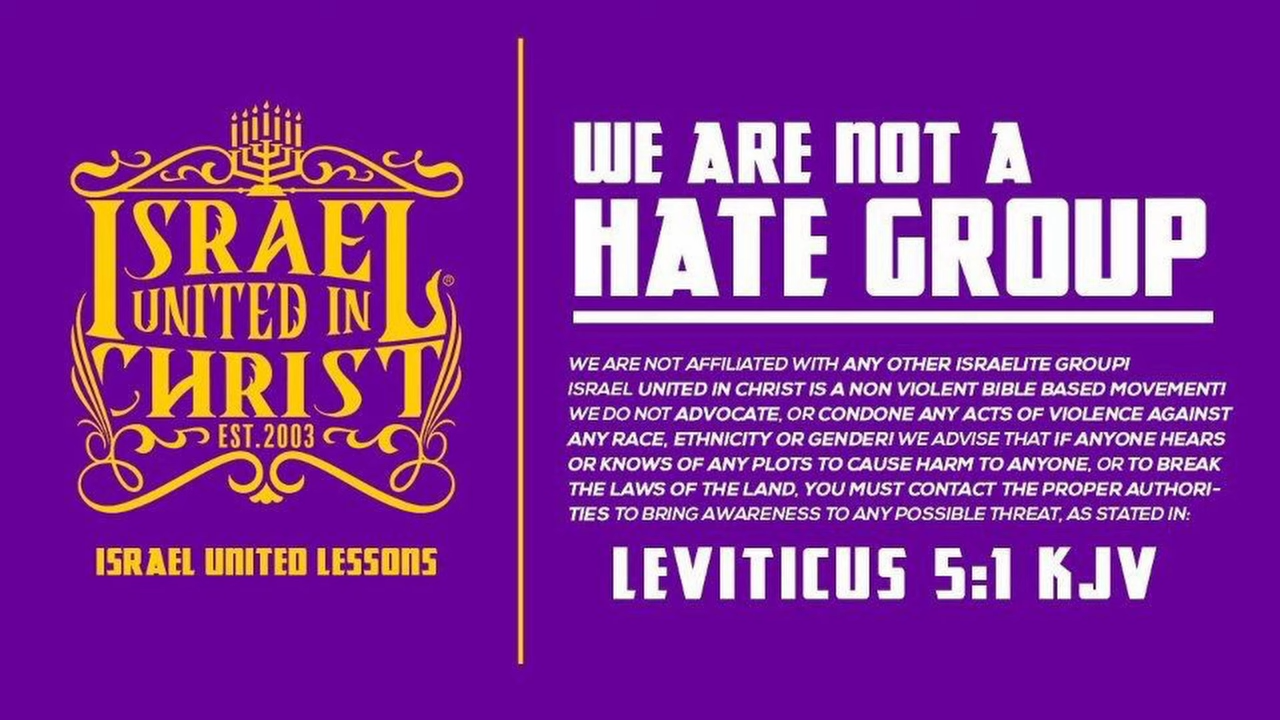 ISRAEL
UNITED IN
CHRIST
®
EST.2003
ISRAEL UNITED LESSONS
WE ARE NOT A
HATE GROUP
WE ARE NOT AFFILIATED WITH ANY OTHER ISRAELITE GROUP!
ISRAEL UNITED IN CHRIST IS A NON VIOLENT BIBLE BASED MOVEMENT!
WE DO NOT ADVOCATE, OR CONDONE ANY ACTS OF VIOLENCE AGAINST
ANY RACE, ETHNICITY OR GENDER! WE ADVISE THAT IF ANYONE HEARS
OR KNOWS OF ANY PLOTS TO CAUSE HARM TO ANYONE, OR TO BREAK
THE LAWS OF THE LAND, YOU MUST CONTACT THE PROPER AUTHORI-
TIES TO BRING AWARENESS TO ANY POSSIBLE THREAT, AS STATED IN:
LEVITICUS 5:1 KJV